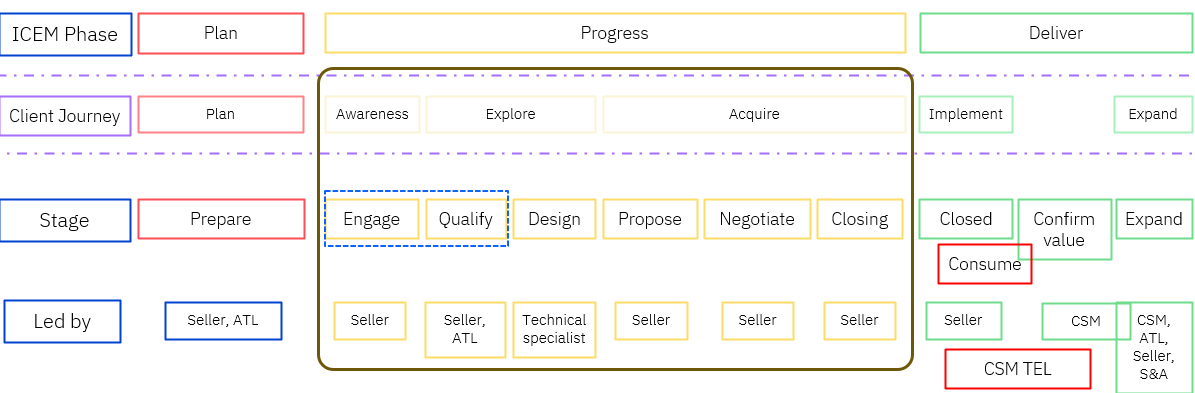 ICEM Phase
Plan
Progress
Deliver
Client Journey
Plan
Awareness
Explore
Acquire
Implement
Expand
Stage
Prepare
Engage
Qualify
Design
Propose
Negotiate
Closing
Closed
Confirm
value
Expand
Consume
Led by
Seller, ATL
Seller
Seller,
ATL
Technical
specialist
Seller
Seller
Seller
Seller
CSM
CSM,
ATL,
Seller,
S&A
CSM TEL